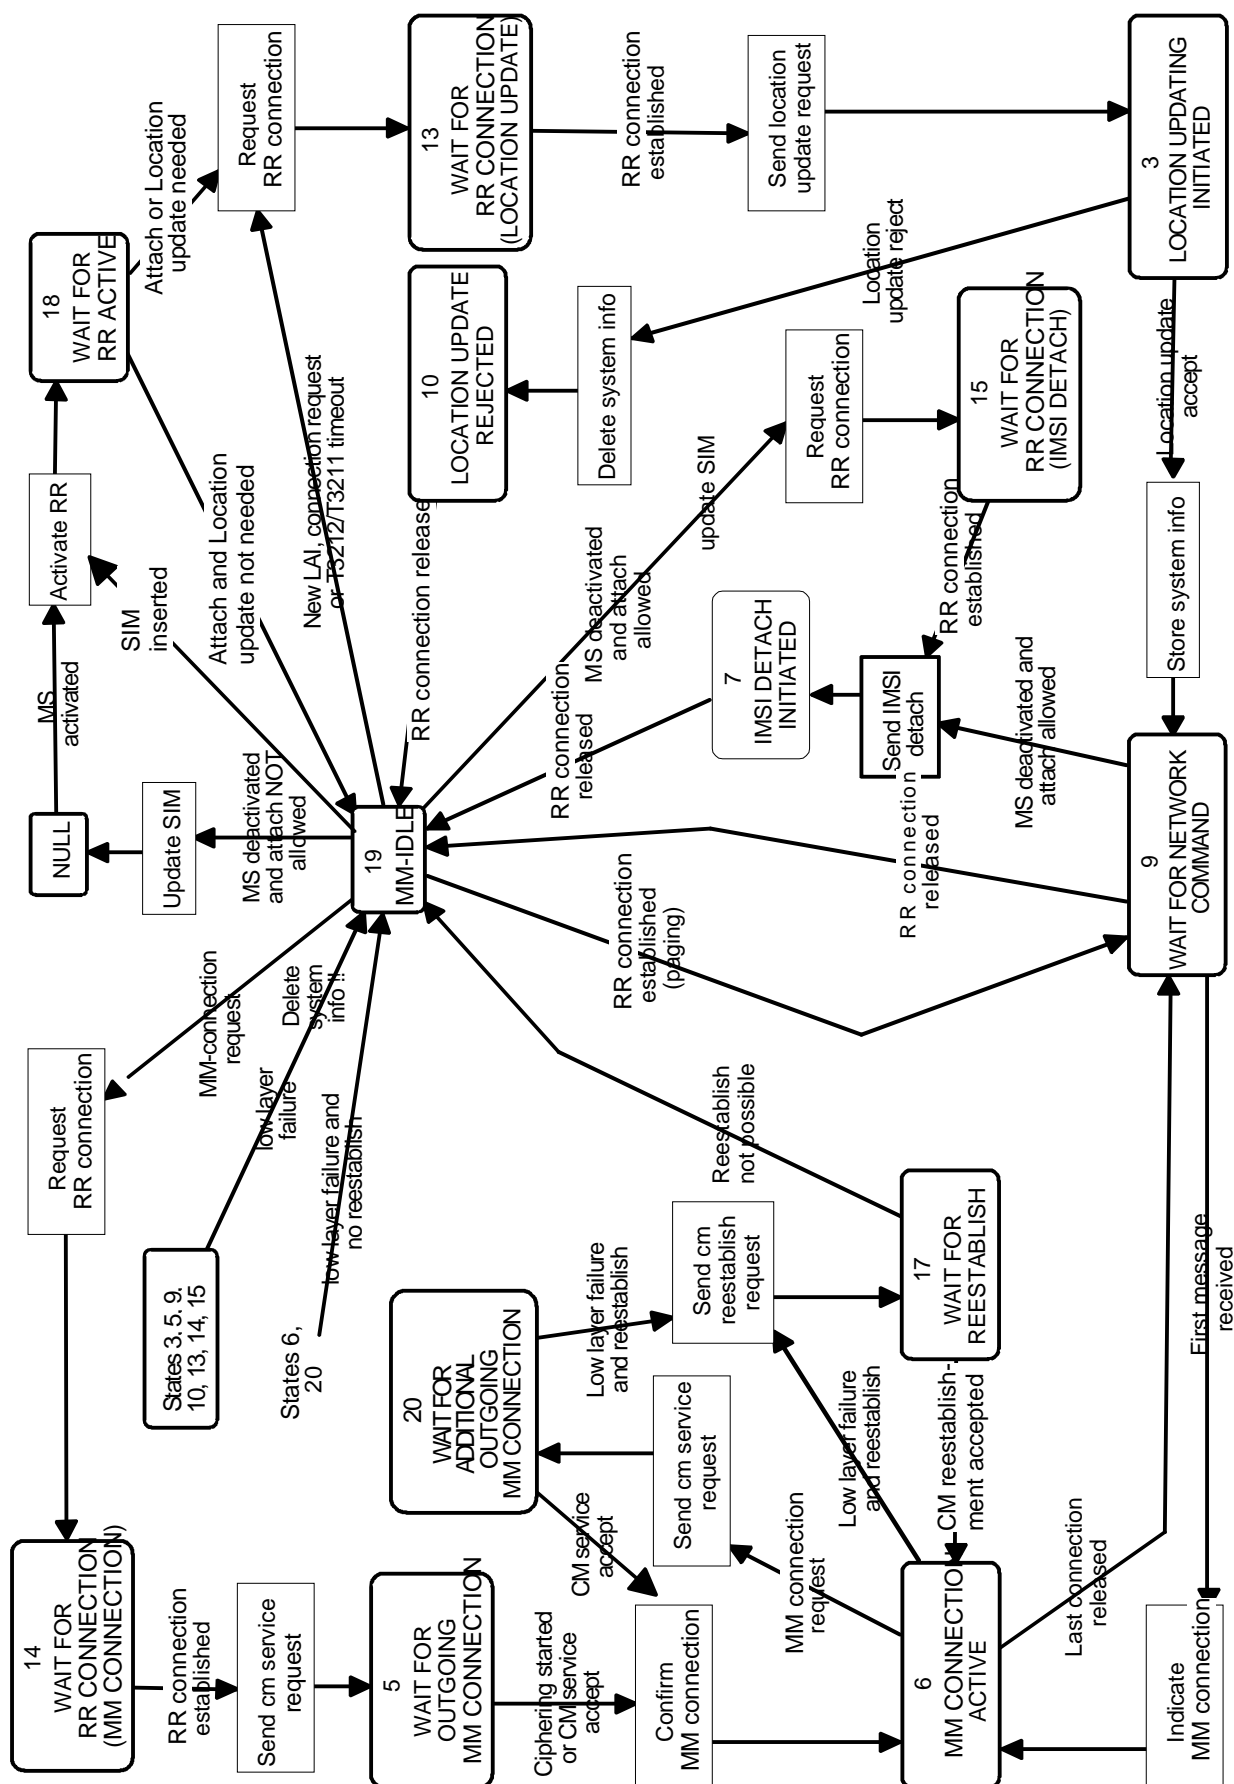 14
WAIT FOR
RR CONNECTION
(MM CONNECTION)
RR connection
established
Send cm service
request
5
WAIT FOR
OUTGOING
MM CONNECTION
Ciphering started
or CM service
accept
Confirm
MM connection
6
MM CONNECTION
ACTIVE
Indicate
MM connection
Request
RR connection
MM-connection
request
States 3. 5. 9.
10, 13, 14, 15
low layer
failure
Delete
system
info !!
States 6,
20
low layer failure and
no reestablish
20
WAIT FOR
ADDITIONAL
OUTGOING
MM CONNECTION
CM service
accept
Send cm service
request
MM connection
request
Low layer failure
and reestablish
Send cm
reestablish
request
Low layer failure
and reestablish
17
WAIT FOR
REESTABLISH
CM reestablish-
ment accepted
Reestablish
not possible
Last connection
released
First message
received
NULL
Update SIM
MS deactivated
and attach NOT
allowed
19
MM-IDLE
MS
activated
Activate RR
SIM
inserted
18
WAIT FOR
RR ACTIVE
Attach and Location
update not needed
Attach or Location
update needed
New LAI, connection request
or T3212/T3211 timeout
Request
RR connection
13
WAIT FOR
RR CONNECTION
(LOCATION UPDATE)
RR connection
established
Send location
update request
3
LOCATION UPDATING
INITIATED
Location
update reject
Delete system info
10
LOCATION UPDATE
REJECTED
RR connection release
MS deactivated
and attach
allowed
update SIM
Request
RR connection
15
WAIT FOR
RR CONNECTION
(IMSI DETACH)
RR connection
established
Send IMSI
detach
7
IMSI DETACH
INITIATED
RR connection
released
MS deactivated and
attach allowed
RR connection
released
RR connection
established
(paging)
Location update
accept
Store system info
9
WAIT FOR NETWORK
COMMAND